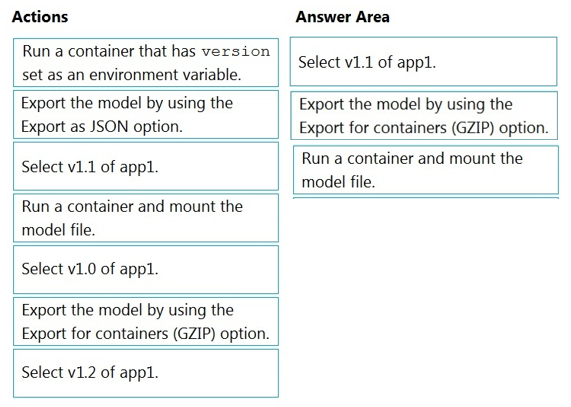 Actions
Run a container that has version
set as an environment variable.
Export the model by using the
Export as JSON option.
Select v1.1 of app1.
Run a container and mount the
model file.
Select v1.0 of app1.
Export the model by using the
Export for containers (GZIP) option.
Select v1.2 of app1.
Answer Area
Select v1.1 of app1.
Export the model by using the
Export for containers (GZIP) option.
Run a container and mount the
model file.